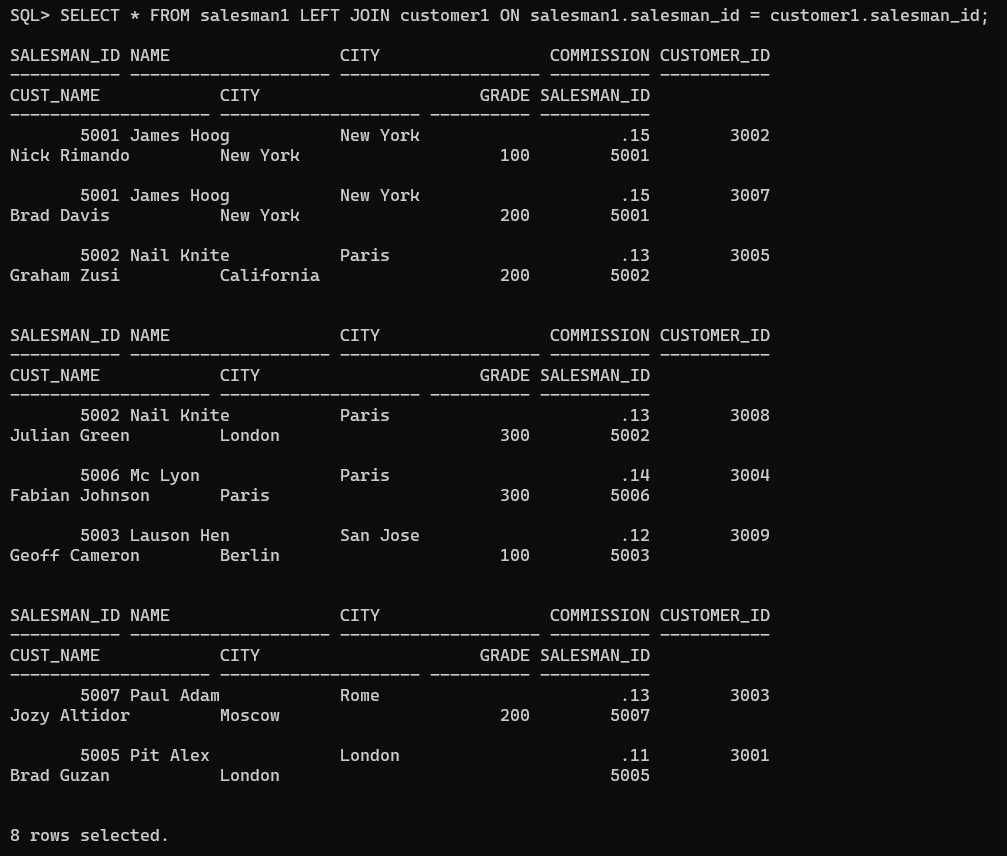 SQL> SELECT * FROM salesman1 LEFT JOIN customer1 ON salesman1.salesman_id = customer1.salesman_id;
SALESMAN_ID NAME                 CITY                 COMMISSION CUSTOMER_ID
----------- -------------------- -------------------- ---------- -----------
CUST_NAME            CITY                      GRADE SALESMAN_ID
-------------------- -------------------- ---------- -----------
       5001 James Hoog           New York                    .15        3002
Nick Rimando         New York                    100        5001
       5001 James Hoog           New York                    .15        3007
Brad Davis           New York                    200        5001
       5002 Nail Knite           Paris                       .13        3005
Graham Zusi          California                  200        5002
SALESMAN_ID NAME                 CITY                 COMMISSION CUSTOMER_ID
----------- -------------------- -------------------- ---------- -----------
CUST_NAME            CITY                      GRADE SALESMAN_ID
-------------------- -------------------- ---------- -----------
       5002 Nail Knite           Paris                       .13        3008
Julian Green         London                      300        5002
       5006 Mc Lyon              Paris                       .14        3004
Fabian Johnson       Paris                       300        5006
       5003 Lauson Hen           San Jose                    .12        3009
Geoff Cameron        Berlin                      100        5003
SALESMAN_ID NAME                 CITY                 COMMISSION CUSTOMER_ID
----------- -------------------- -------------------- ---------- -----------
CUST_NAME            CITY                      GRADE SALESMAN_ID
-------------------- -------------------- ---------- -----------
       5007 Paul Adam            Rome                        .13        3003
Jozy Altidor         Moscow                      200        5007
       5005 Pit Alex             London                      .11        3001
Brad Guzan           London                                 5005
8 rows selected.